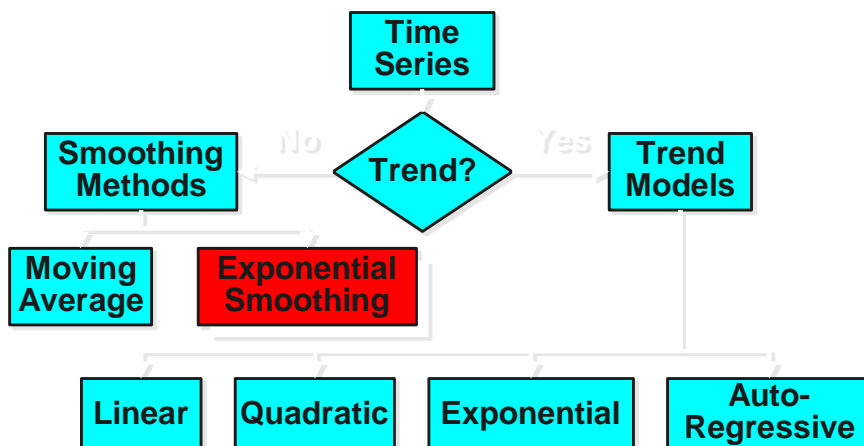 Time
Series
No
Yes
Smoothing
Methods
Trend?
Trend
Models
Moving
Average
Exponential
Smoothing
Linear
Quadratic
Exponential
Auto-
Regressive